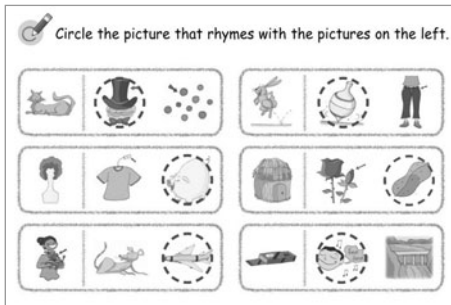 Circle the picture that rhymes with the pictures on the left.